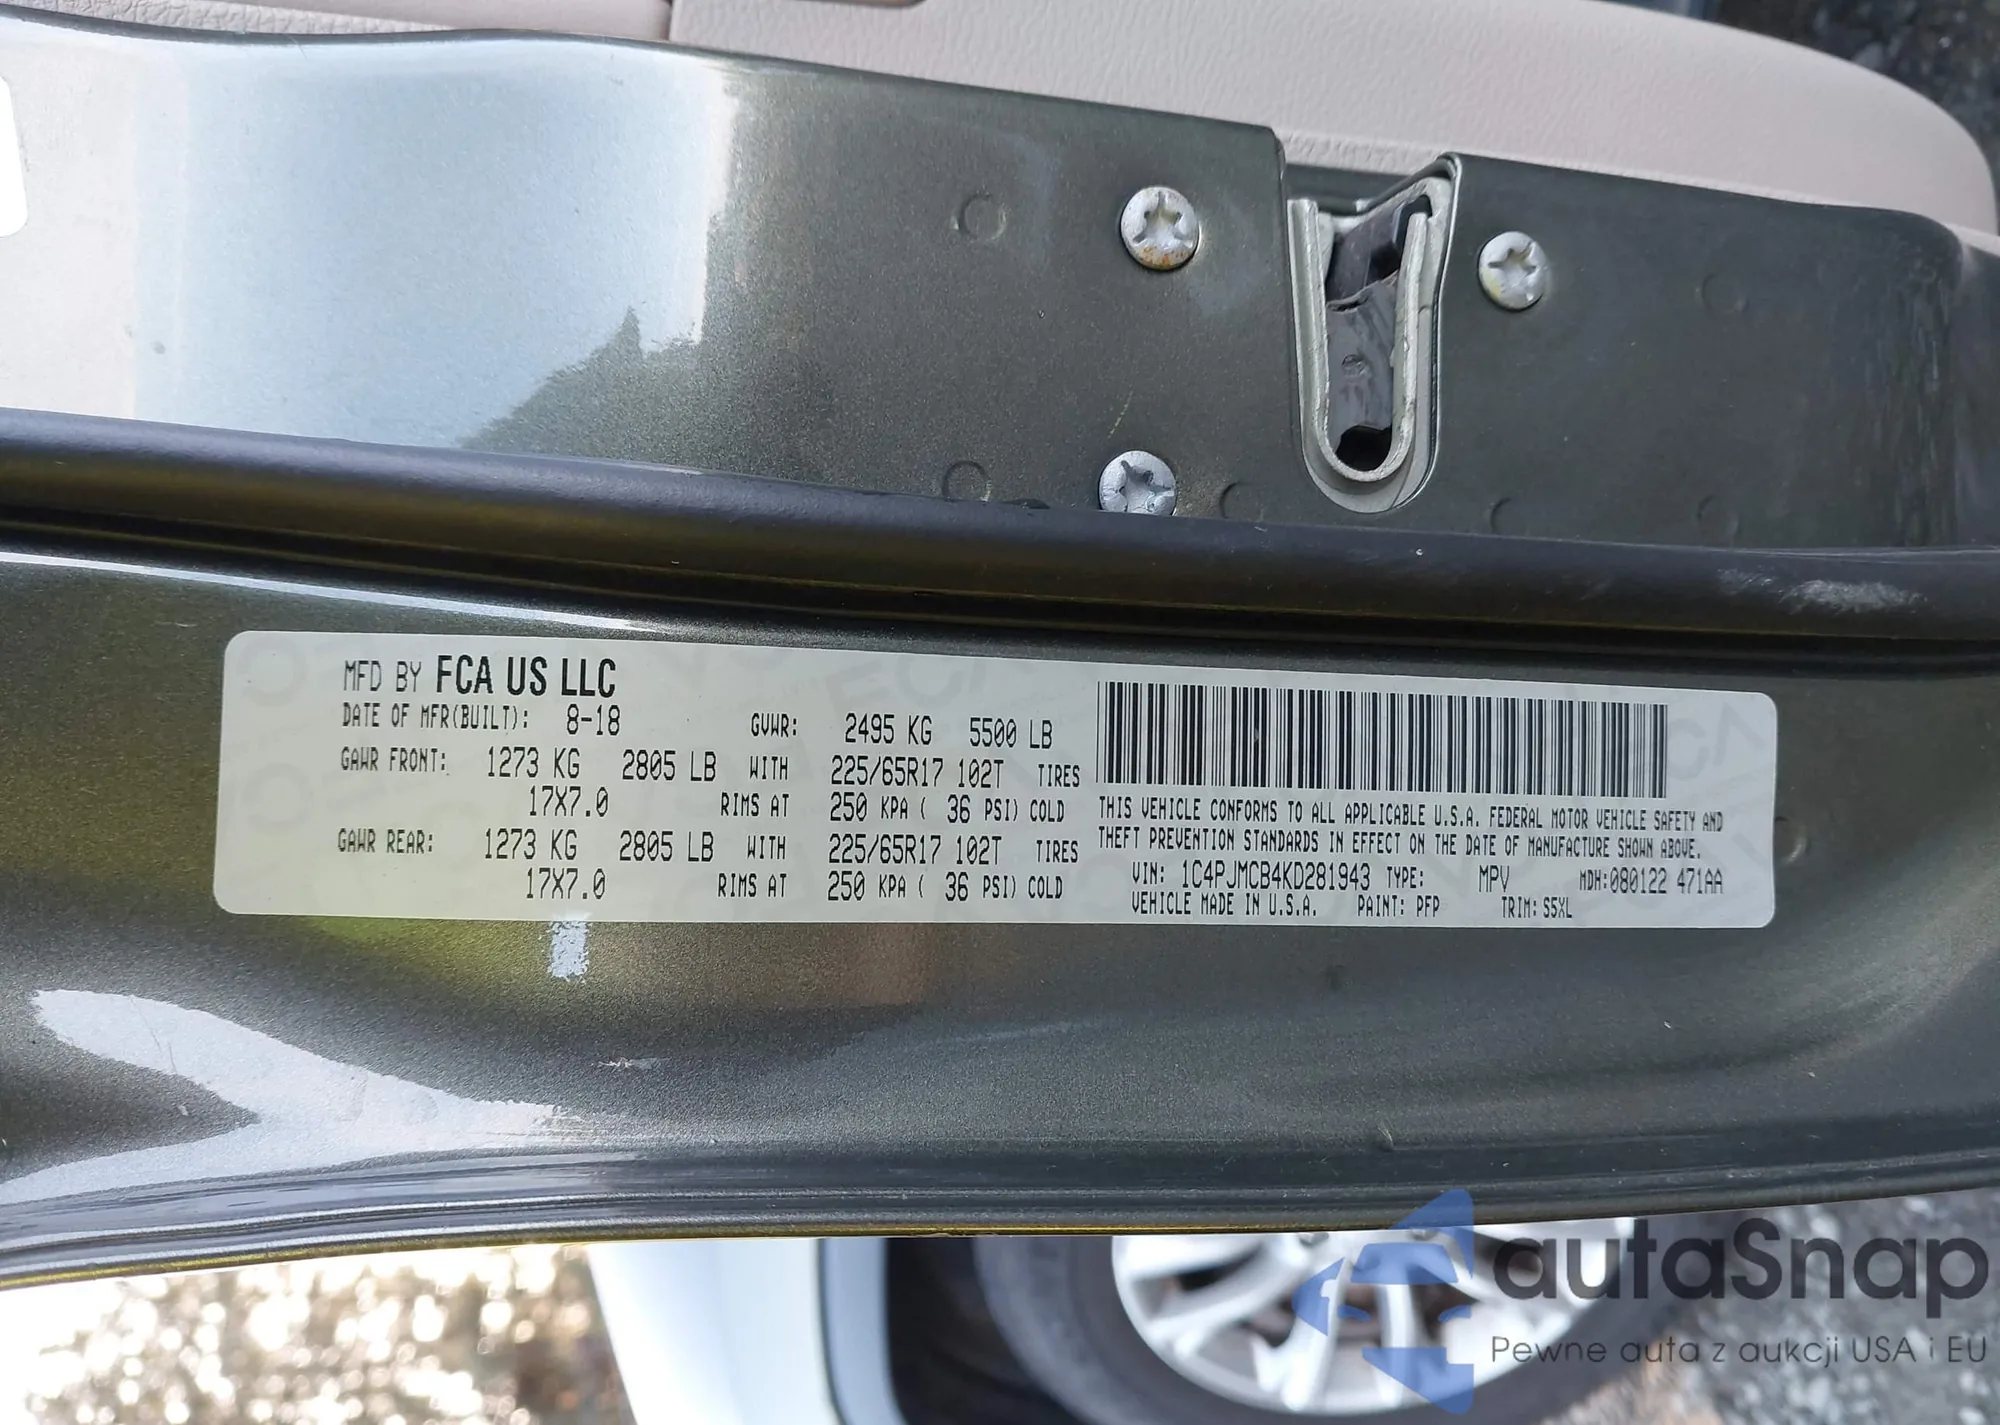 MFD BY FCA US LLC
DATE OF MFR(BUILT): 8-18 GVWR: 2495 KG 5500 LB
GAWR FRONT: 1273 KG 2805 LB WITH 225/65R17 102T TIRES
17X7.0 RIMS AT 250 KPA ( 36 PSI) COLD
GAWR REAR: 1273 KG 2805 LB WITH 225/65R17 102T TIRES
17X7.0 RIMS AT 250 KPA ( 36 PSI) COLD
THIS VEHICLE CONFORMS TO ALL APPLICABLE U.S.A. FEDERAL MOTOR VEHICLE SAFETY AND
THEFT PREVENTION STANDARDS IN EFFECT ON THE DATE OF MANUFACTURE SHOWN ABOVE.
VIN: 1C4PJMCB4KD281943 TYPE: MPV MDH:080122 471AA
VEHICLE MADE IN U.S.A. PAINT: PFP TRIM: S5XL
autaSnap
Pewne auta z aukcji USA i EU